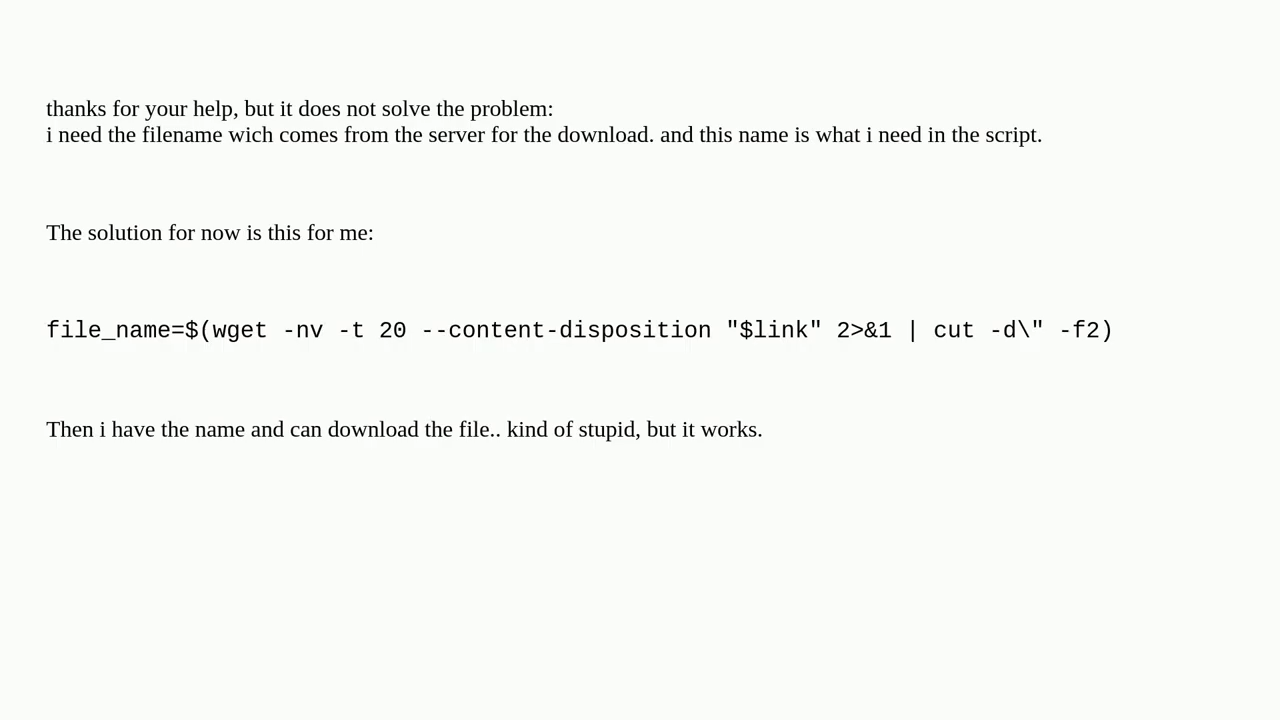 thanks for your help, but it does not solve the problem:
i need the filename wich comes from the server for the download. and this name is what i need in the script.
The solution for now is this for me:
file_name=$(wget -nv -t 20 --content-disposition "$link" 2>&1 | cut -d\" -f2)
Then i have the name and can download the file.. kind of stupid, but it works.